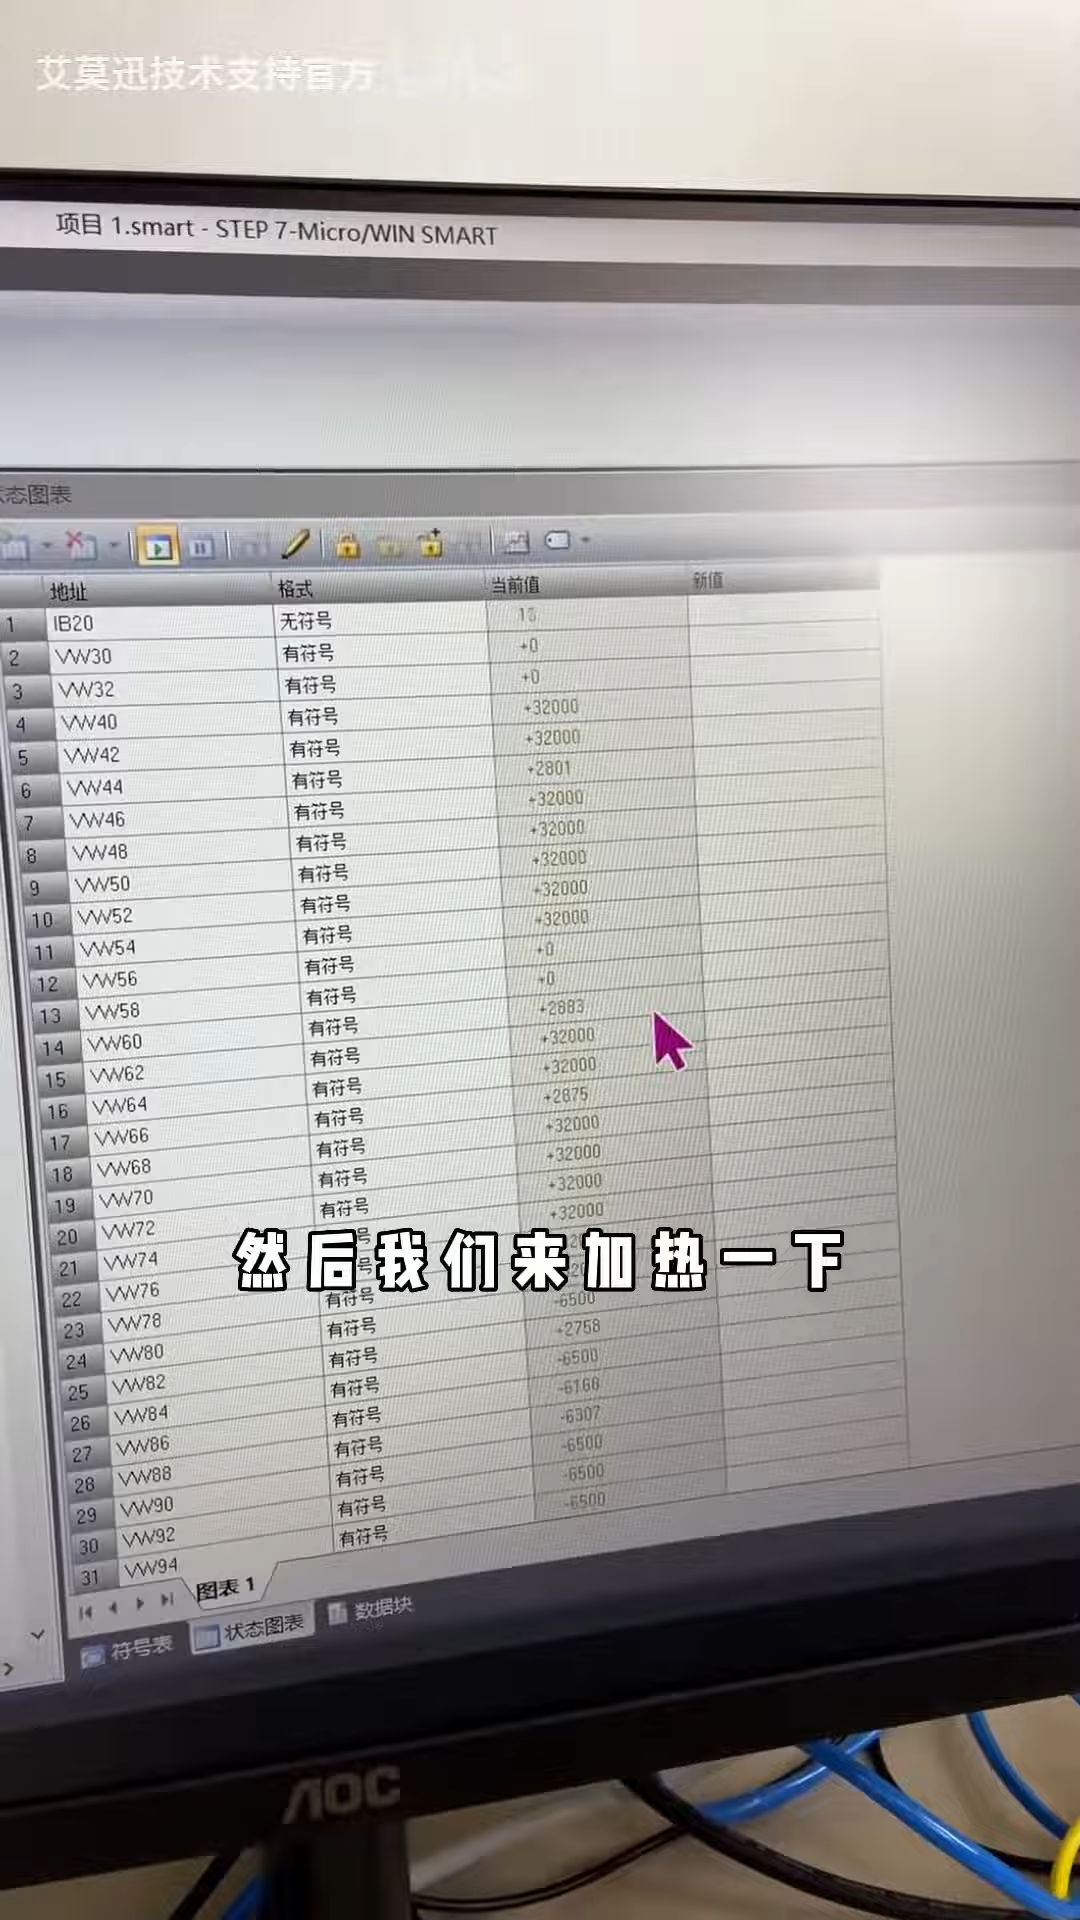 艾莫迅技术支持官方
项目 1.smart - STEP 7-Micro/WIN SMART
态图表
地址 格式 当前值 新值
1 IB20 无符号
2 VW30 有符号 +0
3 VW32 有符号 +0
4 VW40 有符号 +32000
5 VW42 有符号 +32000
6 VW44 有符号 +2801
7 VW46 有符号 +32000
8 VW48 有符号 +32000
9 VW50 有符号 +32000
10 VW52 有符号 +32000
11 VW54 有符号 +32000
12 VW56 有符号 +0
13 VW58 有符号 +0
14 VW60 有符号 +2883
15 VW62 有符号 +32000
16 VW64 有符号 +32000
17 VW66 有符号 +2875
18 VW68 有符号 +32000
19 VW70 有符号 +32000
20 VW72 有符号 +32000
21 VW74 号 +32000
22 VW76 号
23 VW78 有符号
24 VW80 有符号 -6500
25 VW82 有符号 +2758
26 VW84 有符号 -6500
27 VW86 有符号 -6168
28 VW88 有符号 -6307
29 VW90 有符号 -6500
30 VW92 有符号 -6500
31 VW94 有符号 -6500
然后我们来加热一下
图表 1
符号表 状态图表 数据块
AOC